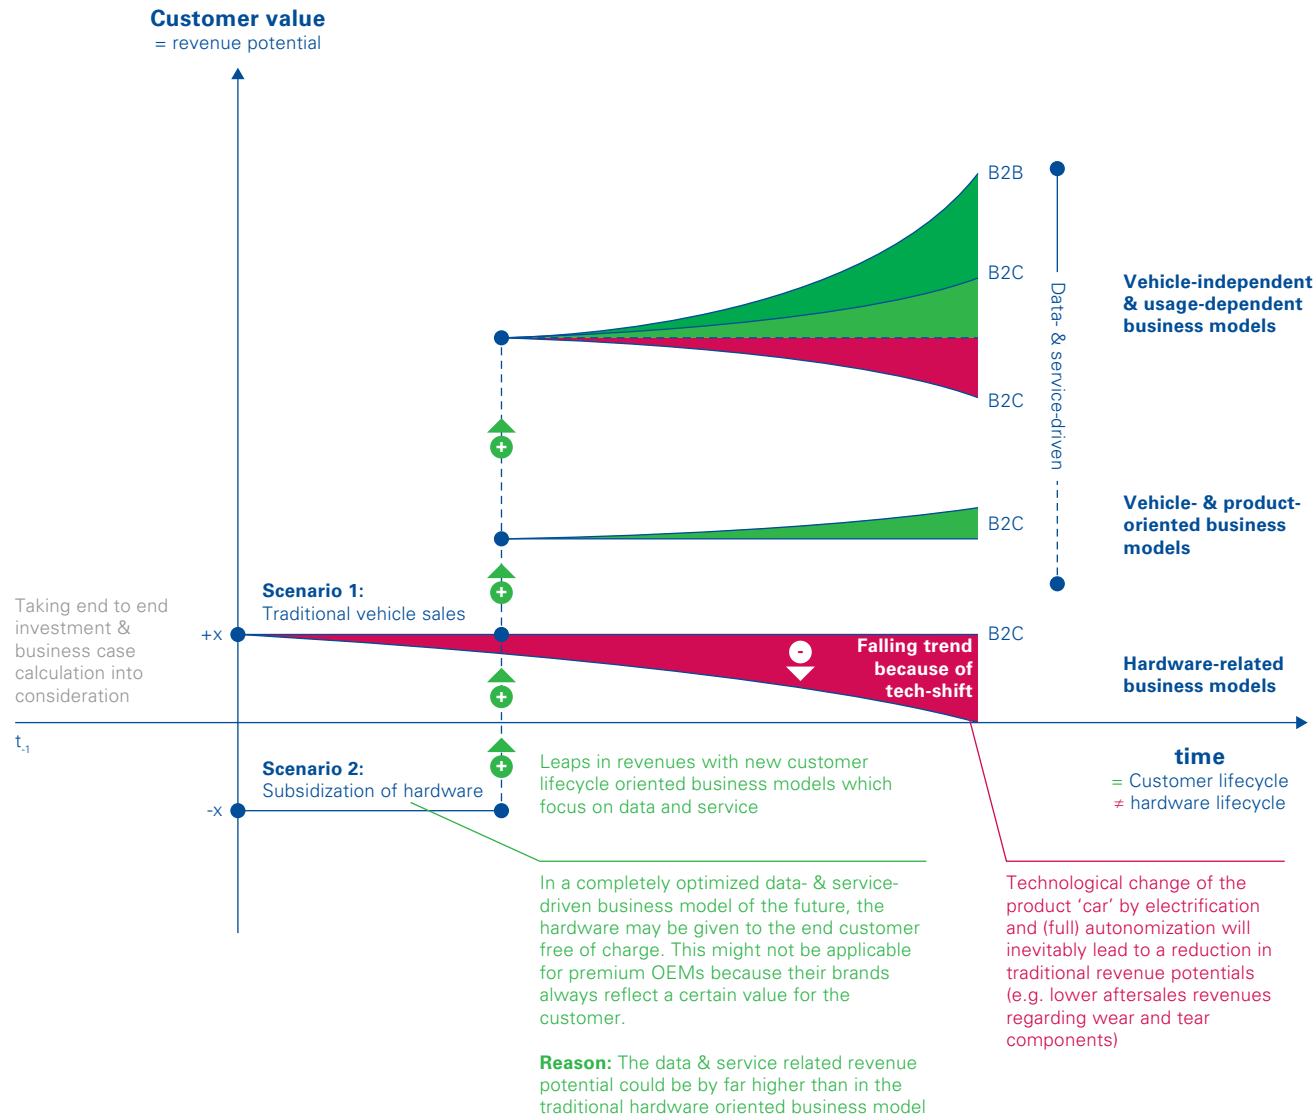 Customer value
= revenue potential
B2B
B2C
B2C
Data- & service-driven
Vehicle-independent
& usage-dependent
business models
+
B2C
Vehicle- & product-
oriented business
models
+
Scenario 1:
Traditional vehicle sales
Taking end to end
investment &
business case
calculation into
consideration
+x
B2C
-
Falling trend
because of
tech-shift
Hardware-related
business models
+
t-1
+
Scenario 2:
Subsidization of hardware
-x
Leaps in revenues with new customer
lifecycle oriented business models which
focus on data and service
time
= Customer lifecycle
≠ hardware lifecycle
In a completely optimized data- & service-
driven business model of the future, the
hardware may be given to the end customer
free of charge. This might not be applicable
for premium OEMs because their brands
always reflect a certain value for the
customer.
Reason: The data & service related revenue
potential could be by far higher than in the
traditional hardware oriented business model
Technological change of the
product ‘car’ by electrification
and (full) autonomization will
inevitably lead to a reduction in
traditional revenue potentials
(e.g. lower aftersales revenues
regarding wear and tear
components)